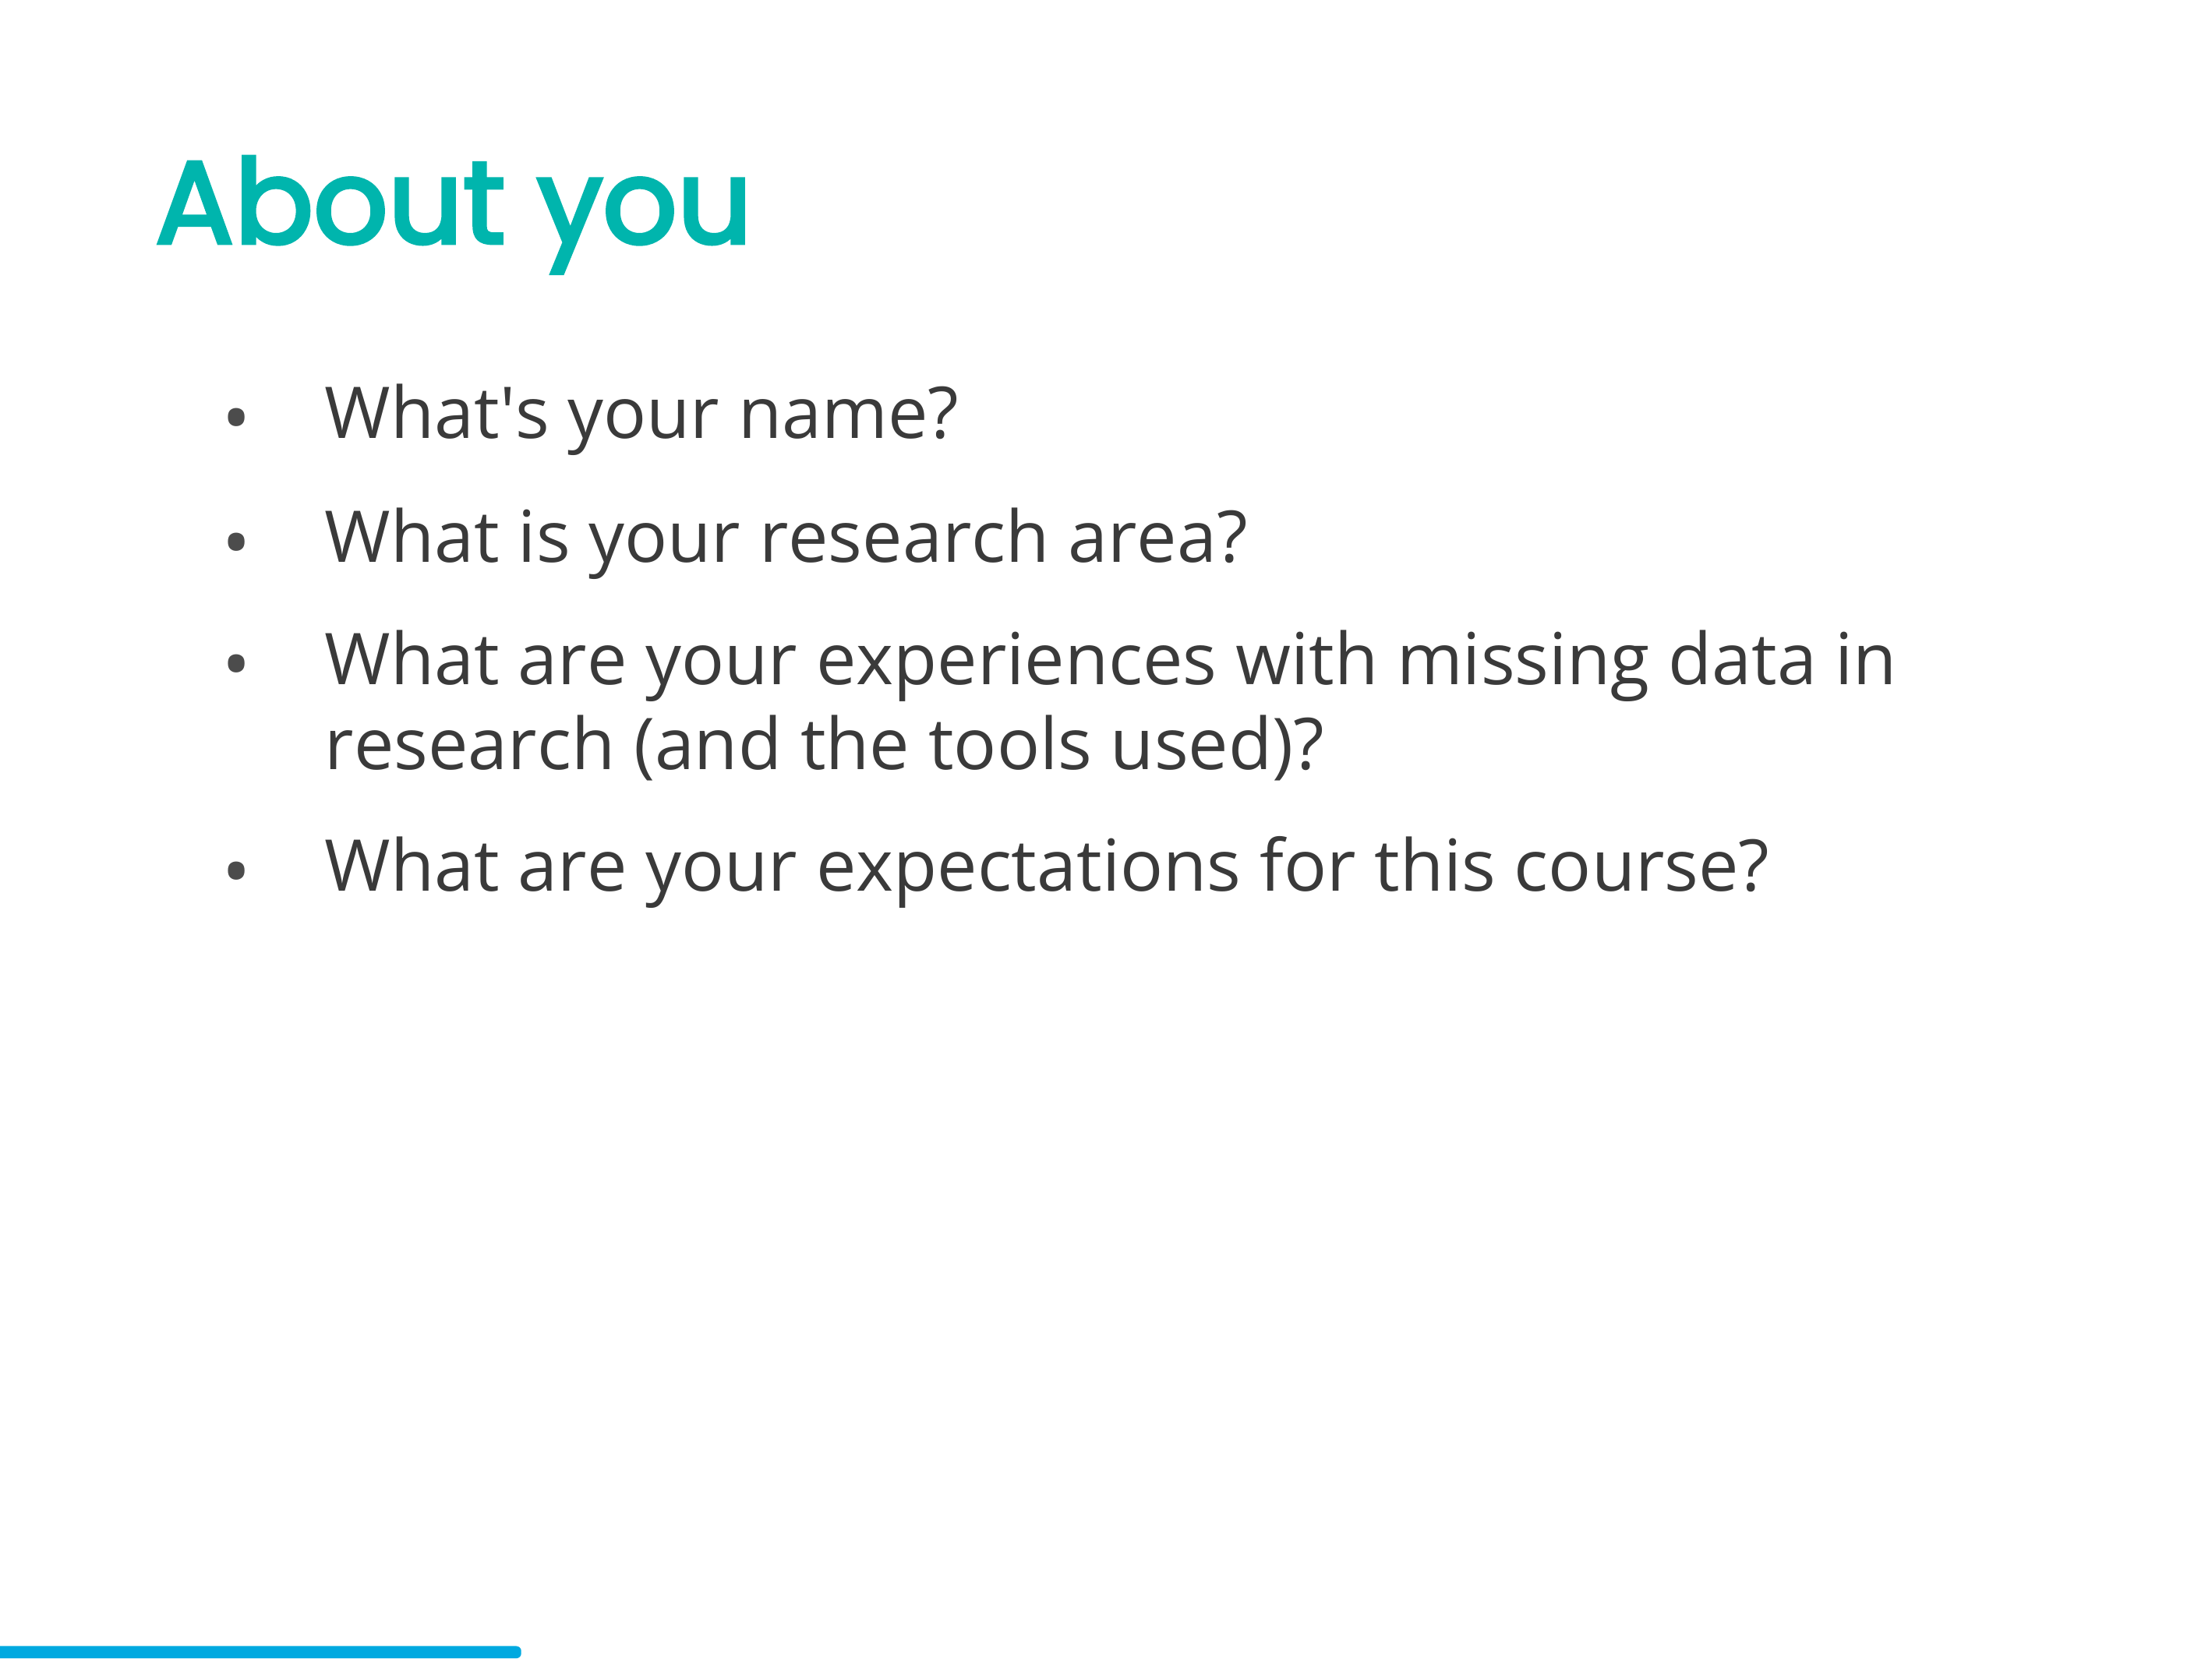 About you
• What's your name?
• What is your research area?
• What are your experiences with missing data in
research (and the tools used)?
• What are your expectations for this course?